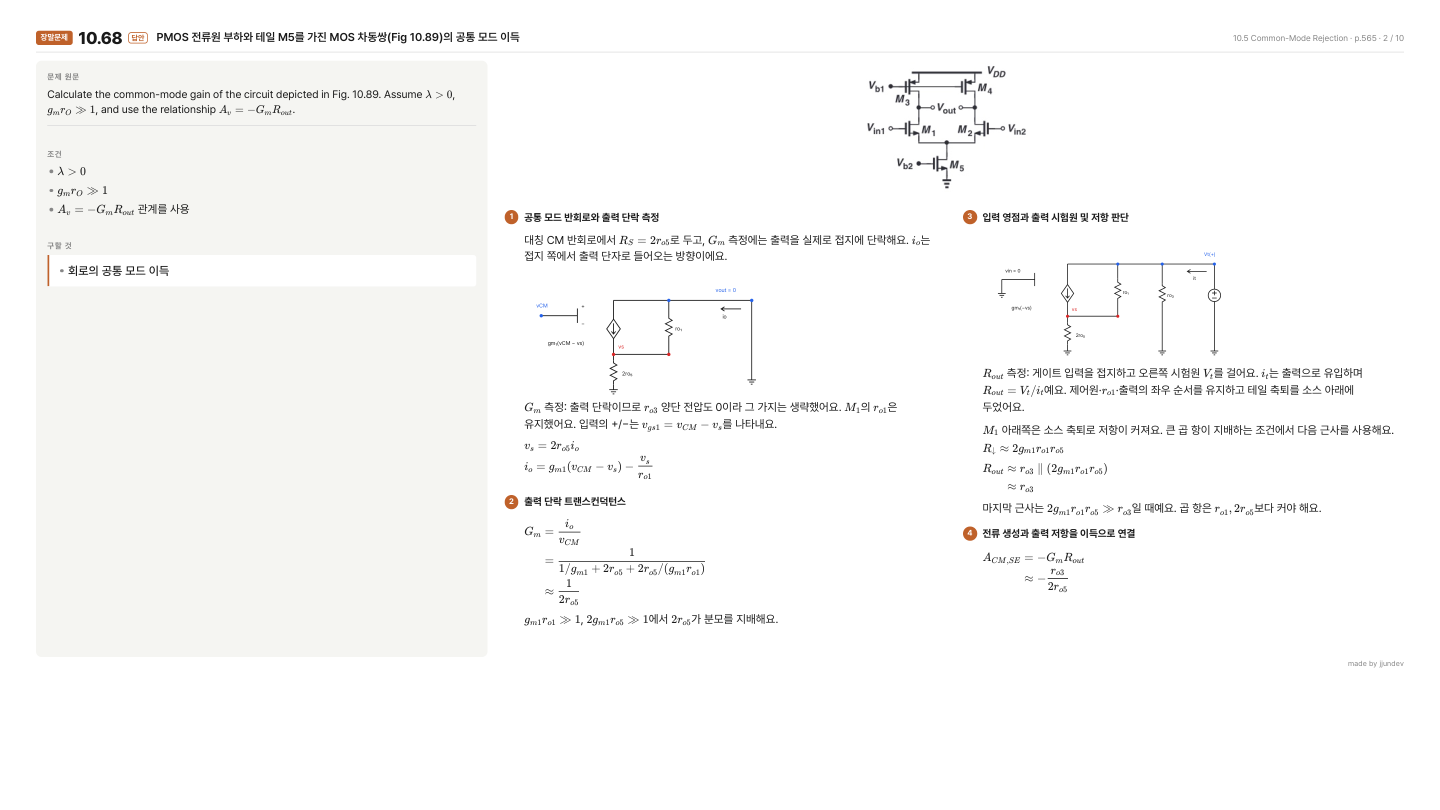 장말문제 10.68 답안 PMOS 전류원 부하와 테일 M5를 가진 MOS 차동쌍(Fig 10.89)의 공통 모드 이득
10.5 Common-Mode Rejection · p.565 · 2 / 10
문제 원문
Calculate the common-mode gain of the circuit depicted in Fig. 10.89. Assume λ > 0,
g_m r_O ≫ 1, and use the relationship A_v = −G_m R_out.
조건
• λ > 0
• g_m r_O ≫ 1
• A_v = −G_m R_out 관계를 사용
구할 것
• 회로의 공통 모드 이득
V_DD
V_b1
M_3
M_4
V_out
V_in1
M_1
M_2
V_in2
V_b2
M_5
1 공통 모드 반회로와 출력 단락 측정
대칭 CM 반회로에서 R_S = 2r_o5로 두고, G_m 측정에는 출력을 실제로 접지에 단락해요. i_o는
접지 쪽에서 출력 단자로 들어오는 방향이에요.
vCM
+
−
gm₁(vCM − vs)
vs
ro₁
2ro₅
vout = 0
io
G_m 측정: 출력 단락이므로 r_o3 양단 전압도 0이라 그 가지는 생략했어요. M_1의 r_o1은
유지했어요. 입력의 +/−는 v_gs1 = v_CM − v_s를 나타내요.
v_s = 2r_o5 i_o
i_o = g_m1(v_CM − v_s) − v_s / r_o1
2 출력 단락 트랜스컨덕턴스
G_m = i_o / v_CM
= 1 / (1/g_m1 + 2r_o5 + 2r_o5/(g_m1 r_o1))
≈ 1 / 2r_o5
g_m1 r_o1 ≫ 1, 2g_m1 r_o5 ≫ 1에서 2r_o5가 분모를 지배해요.
3 입력 영점과 출력 시험원 및 저항 판단
vin = 0
gm₁(−vs)
vs
ro₁
2ro₅
ro₃
Vt(+)
it
R_out 측정: 게이트 입력을 접지하고 오른쪽 시험원 V_t를 걸어요. i_t는 출력으로 유입하며
R_out = V_t/i_t예요. 제어원·r_o1·출력의 좌우 순서를 유지하고 테일 축퇴를 소스 아래에
두었어요.
M_1 아래쪽은 소스 축퇴로 저항이 커져요. 큰 곱 항이 지배하는 조건에서 다음 근사를 사용해요.
R_↓ ≈ 2g_m1 r_o1 r_o5
R_out ≈ r_o3 ∥ (2g_m1 r_o1 r_o5)
≈ r_o3
마지막 근사는 2g_m1 r_o1 r_o5 ≫ r_o3일 때예요. 곱 항은 r_o1, 2r_o5보다 커야 해요.
4 전류 생성과 출력 저항을 이득으로 연결
A_CM,SE = −G_m R_out
≈ − r_o3 / 2r_o5
made by jjundev